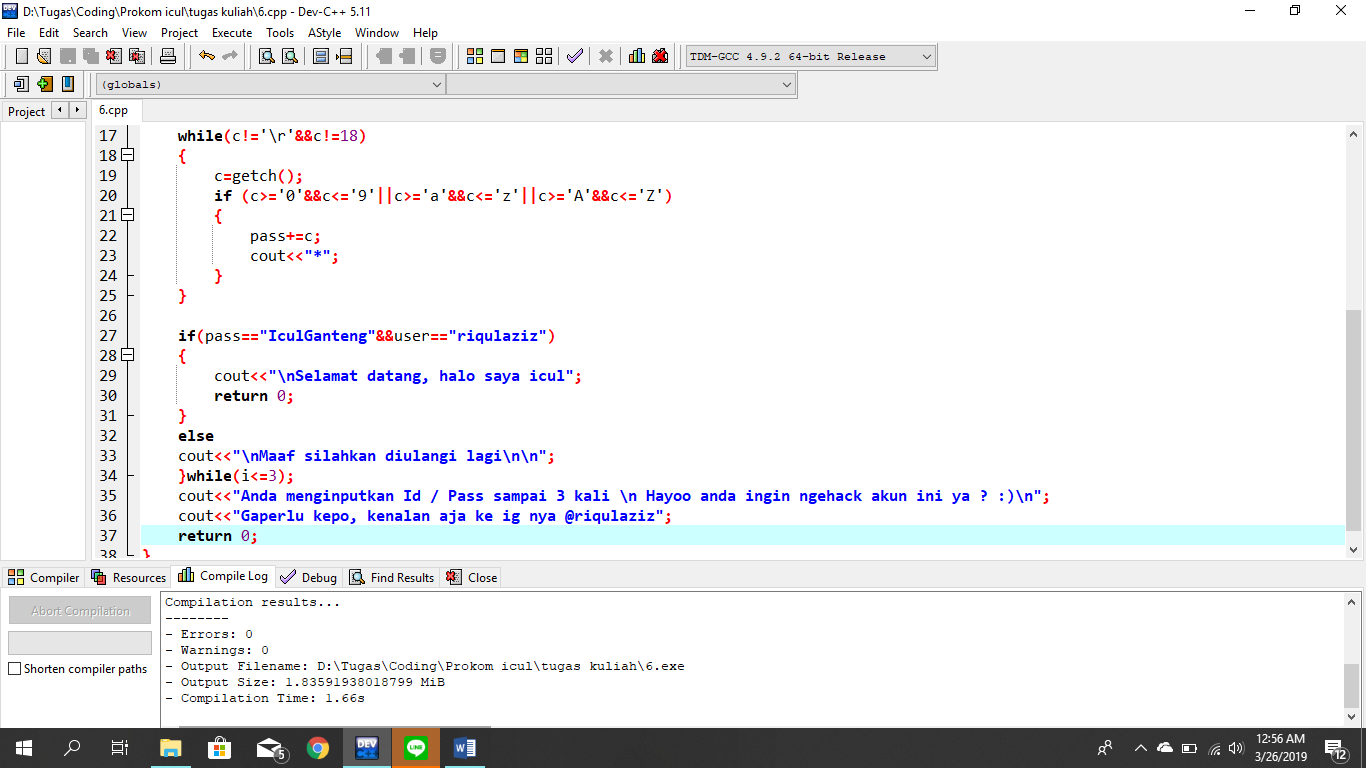 D:\Tugas\Coding\Prokom icul\tugas kuliah\6.cpp - Dev-C++ 5.11
File Edit Search View Project Execute Tools AStyle Window Help
TDM-GCC 4.9.2 64-bit Release
(globals)
Project
6.cpp
17 while(c!='\r'&&c!=18)
18 {
19 c=getch();
20 if (c>='0'&&c<='9'||c>='a'&&c<='z'||c>='A'&&c<='Z')
21 {
22 pass+=c;
23 cout<<"*";
24 }
25 }
26
27 if(pass=="IculGanteng"&&user=="riqulaziz")
28 {
29 cout<<"\nSelamat datang, halo saya icul";
30 return 0;
31 }
32 else
33 cout<<"\nMaaf silahkan diulangi lagi\n\n";
34 }while(i<=3);
35 cout<<"Anda menginputkan Id / Pass sampai 3 kali \n Hayoo anda ingin ngehack akun ini ya ? :)\n";
36 cout<<"Gaperlu kepo, kenalan aja ke ig nya @riqulaziz";
37 return 0;
38 }
Compiler Resources Compile Log Debug Find Results Close
Abort Compilation
Shorten compiler paths
Compilation results...
--------
- Errors: 0
- Warnings: 0
- Output Filename: D:\Tugas\Coding\Prokom icul\tugas kuliah\6.exe
- Output Size: 1.83591938018799 MiB
- Compilation Time: 1.66s
5
DEV
LINE
12:56 AM
3/26/2019
12